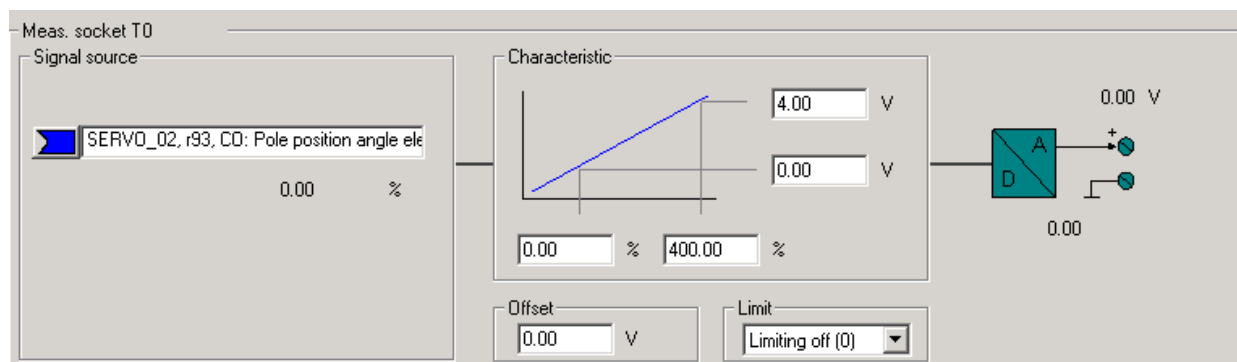 Meas. socket T0
Signal source
SERVO_02, r93, CO: Pole position angle ele
0.00 %
Characteristic
4.00 V
0.00 V
0.00 % 400.00 %
Offset
0.00 V
Limit
Limiting off (0)
0.00 V
A
D
+
0.00